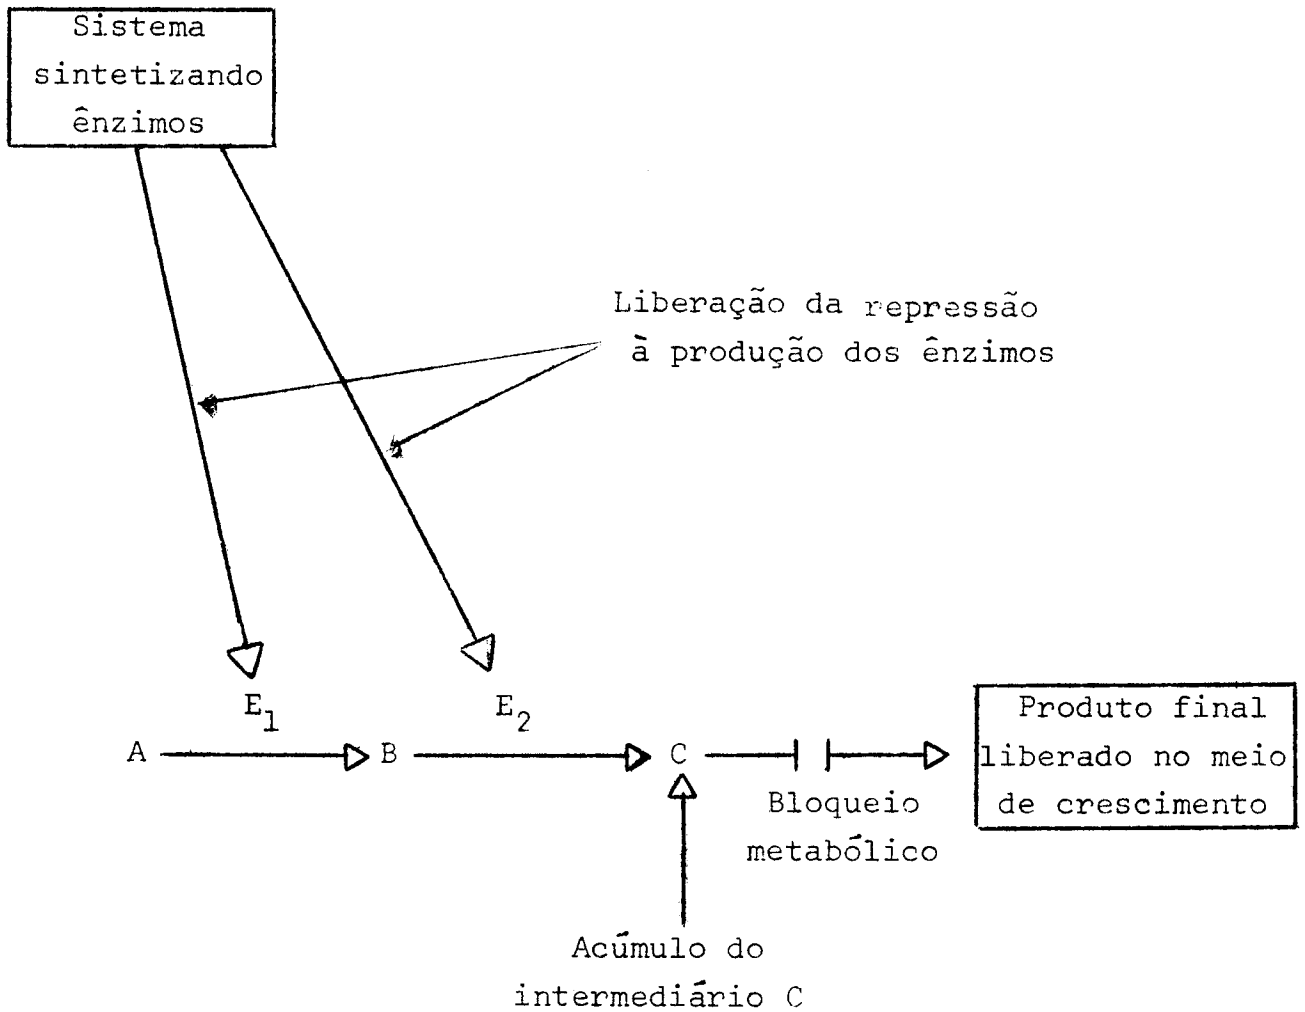 Sistema
sintetizando
ênzimos
Liberação da repressão
à produção dos ênzimos
E1
E2
A
B
C
Produto final
liberado no meio
de crescimento
Bloqueio
metabólico
Acúmulo do
intermediário C